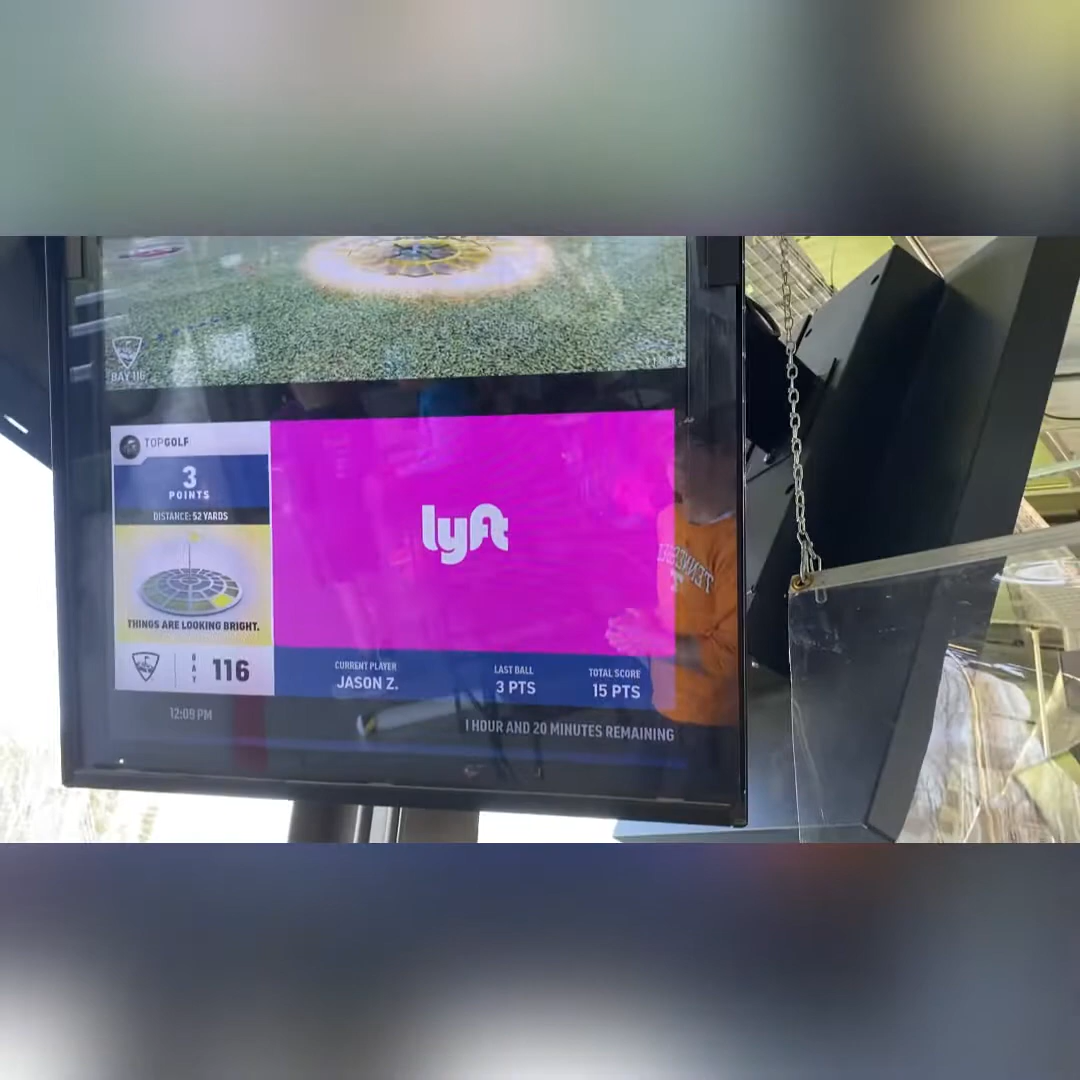 BAY 116
TOPGOLF
3
POINTS
DISTANCE: 52 YARDS
THINGS ARE LOOKING BRIGHT.
BAY
116
lyft
CURRENT PLAYER
JASON Z.
LAST BALL
3 PTS
TOTAL SCORE
15 PTS
12:09 PM
1 HOUR AND 20 MINUTES REMAINING
TENNESSEE
T